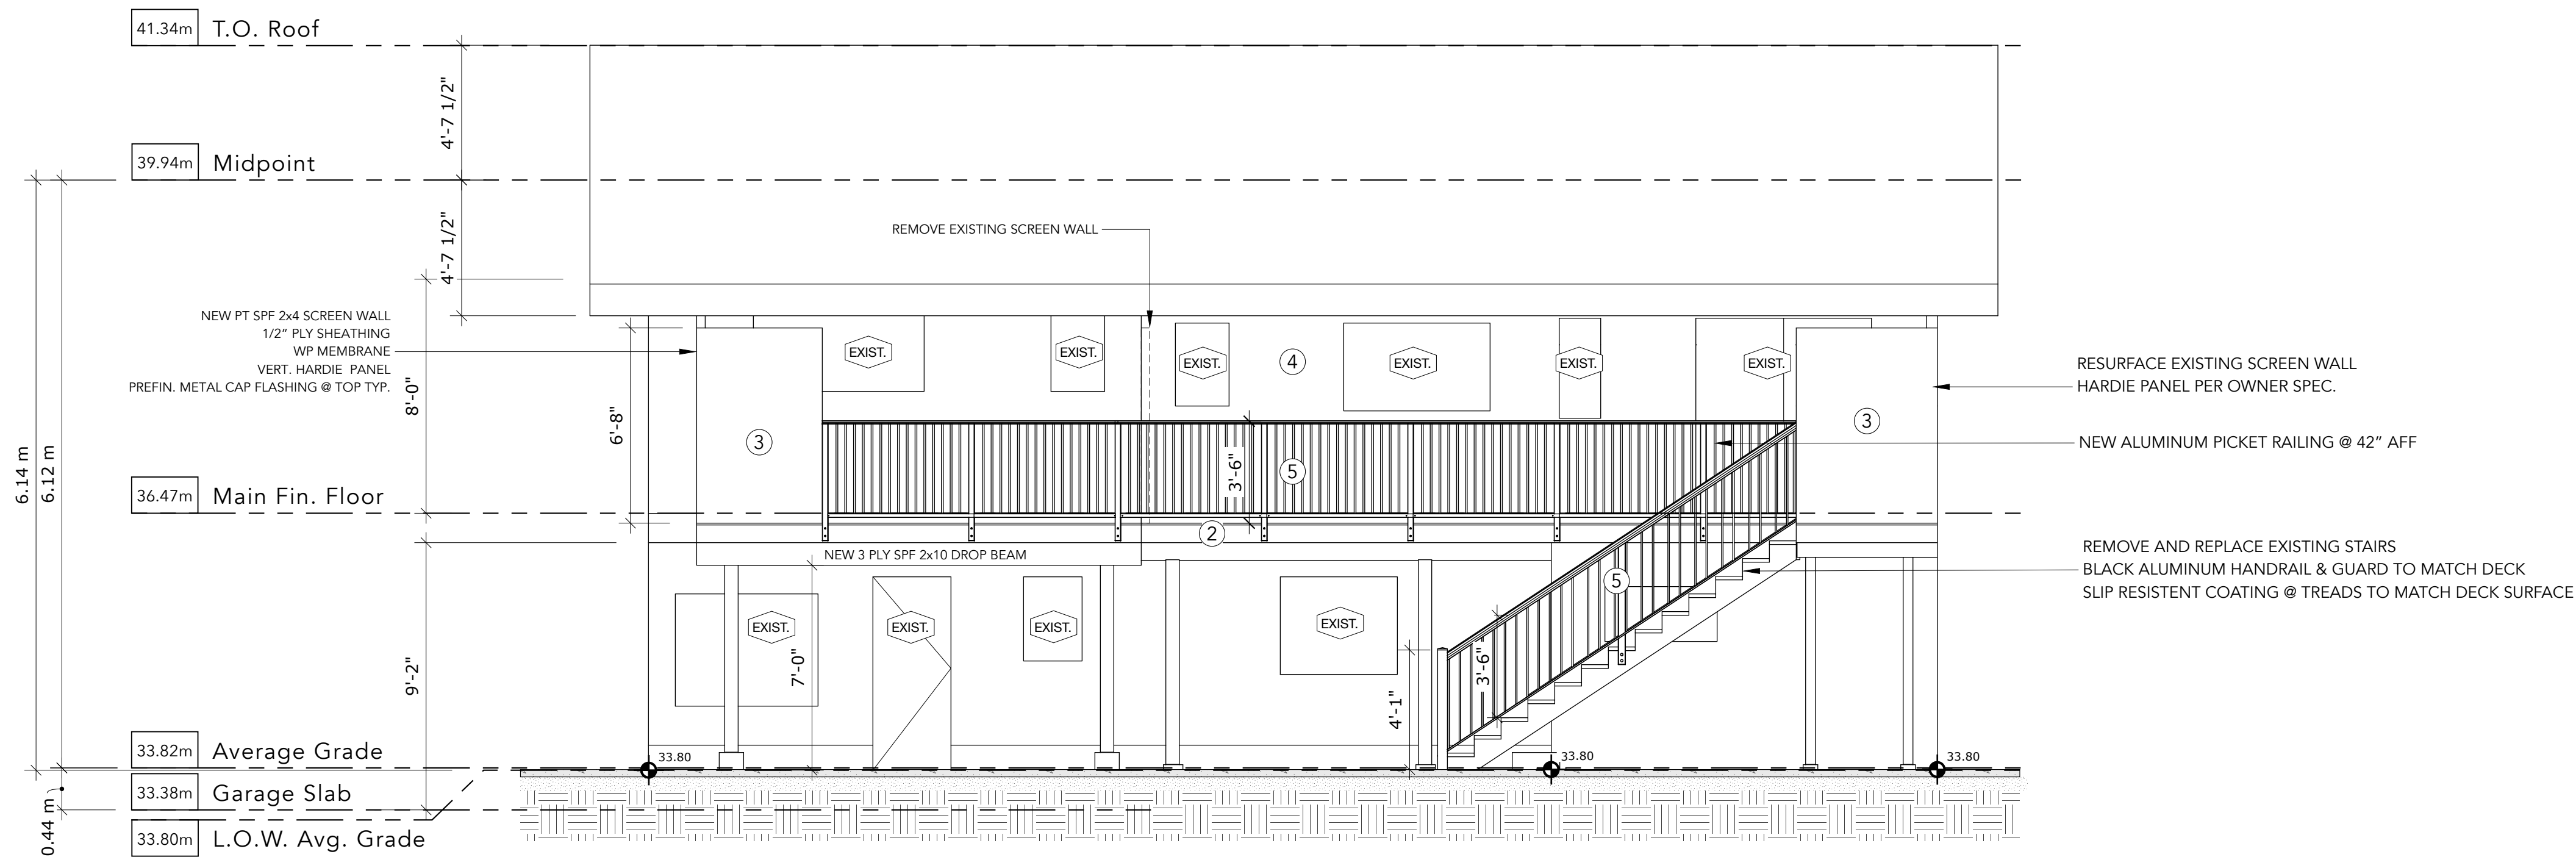 41.34m T.O. Roof
4'-7 1/2"
39.94m Midpoint
4'-7 1/2"
REMOVE EXISTING SCREEN WALL
NEW PT SPF 2x4 SCREEN WALL
1/2" PLY SHEATHING
WP MEMBRANE
VERT. HARDIE PANEL
PREFIN. METAL CAP FLASHING @ TOP TYP.
8'-0"
6'-8"
EXIST.
EXIST.
EXIST.
4
EXIST.
EXIST.
EXIST.
RESURFACE EXISTING SCREEN WALL
HARDIE PANEL PER OWNER SPEC.
3
3
NEW ALUMINUM PICKET RAILING @ 42" AFF
6.14 m
6.12 m
3'-6"
5
36.47m Main Fin. Floor
2
NEW 3 PLY SPF 2x10 DROP BEAM
REMOVE AND REPLACE EXISTING STAIRS
BLACK ALUMINUM HANDRAIL & GUARD TO MATCH DECK
SLIP RESISTENT COATING @ TREADS TO MATCH DECK SURFACE
5
EXIST.
EXIST.
EXIST.
EXIST.
9'-2"
7'-0"
4'-1"
3'-6"
33.82m Average Grade
33.80
33.80
33.80
33.38m Garage Slab
0.44 m
33.80m L.O.W. Avg. Grade